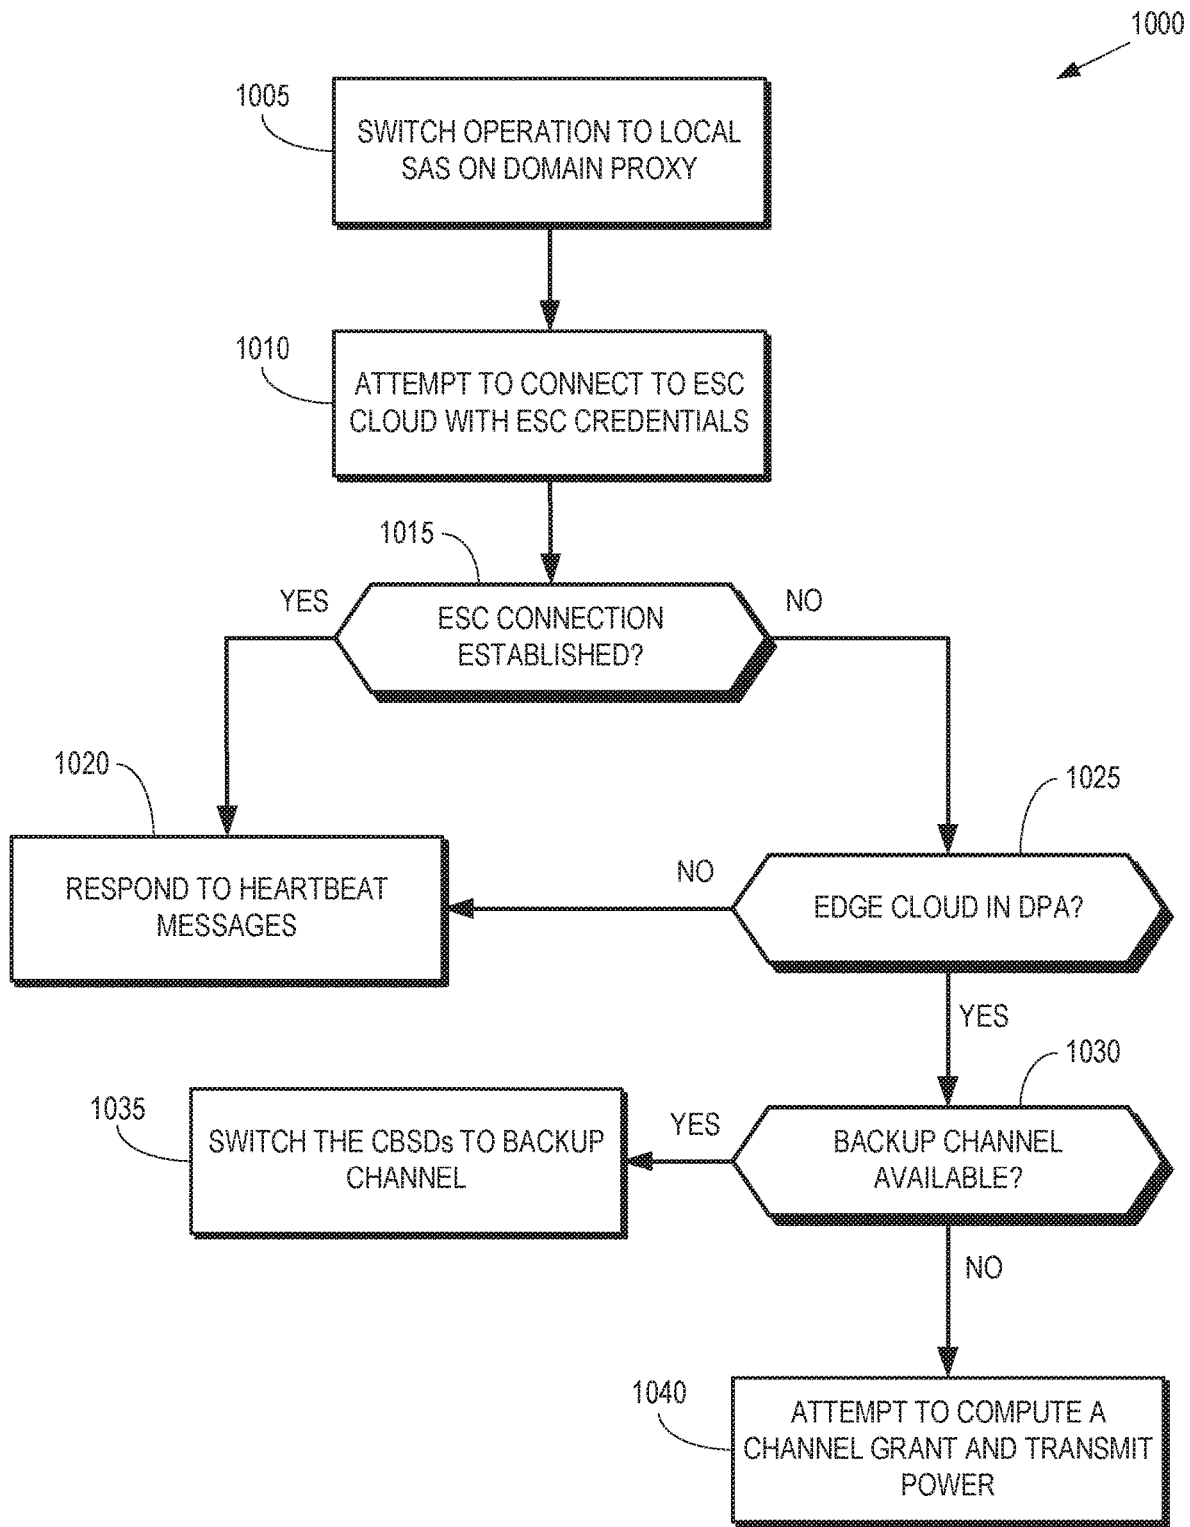 1000
1005
SWITCH OPERATION TO LOCAL
SAS ON DOMAIN PROXY
1010
ATTEMPT TO CONNECT TO ESC
CLOUD WITH ESC CREDENTIALS
1015
YES
ESC CONNECTION
ESTABLISHED?
NO
1020
RESPOND TO HEARTBEAT
MESSAGES
1025
NO
EDGE CLOUD IN DPA?
YES
1030
1035
SWITCH THE CBSDs TO BACKUP
CHANNEL
YES
BACKUP CHANNEL
AVAILABLE?
NO
1040
ATTEMPT TO COMPUTE A
CHANNEL GRANT AND TRANSMIT
POWER